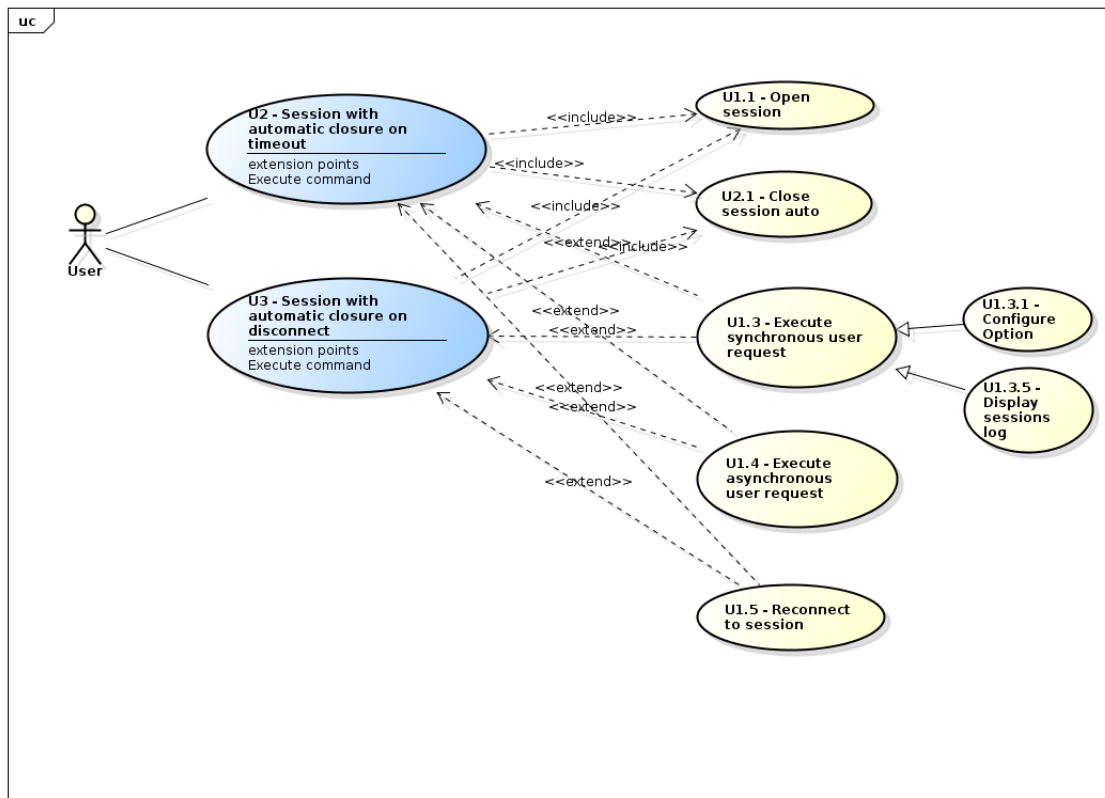 uc
U2 - Session with
automatic closure on
timeout
extension points
Execute command
U1.1 - Open
session
<<include>>
<<include>>
U2.1 - Close
session auto
<<include>>
<<extend>>
<<include>>
User
U3 - Session with
automatic closure on
disconnect
extension points
Execute command
<<extend>>
<<extend>>
U1.3 - Execute
synchronous user
request
U1.3.1 -
Configure
Option
<<extend>>
<<extend>>
U1.3.5 -
Display
sessions
log
U1.4 - Execute
asynchronous
user request
<<extend>>
U1.5 - Reconnect
to session